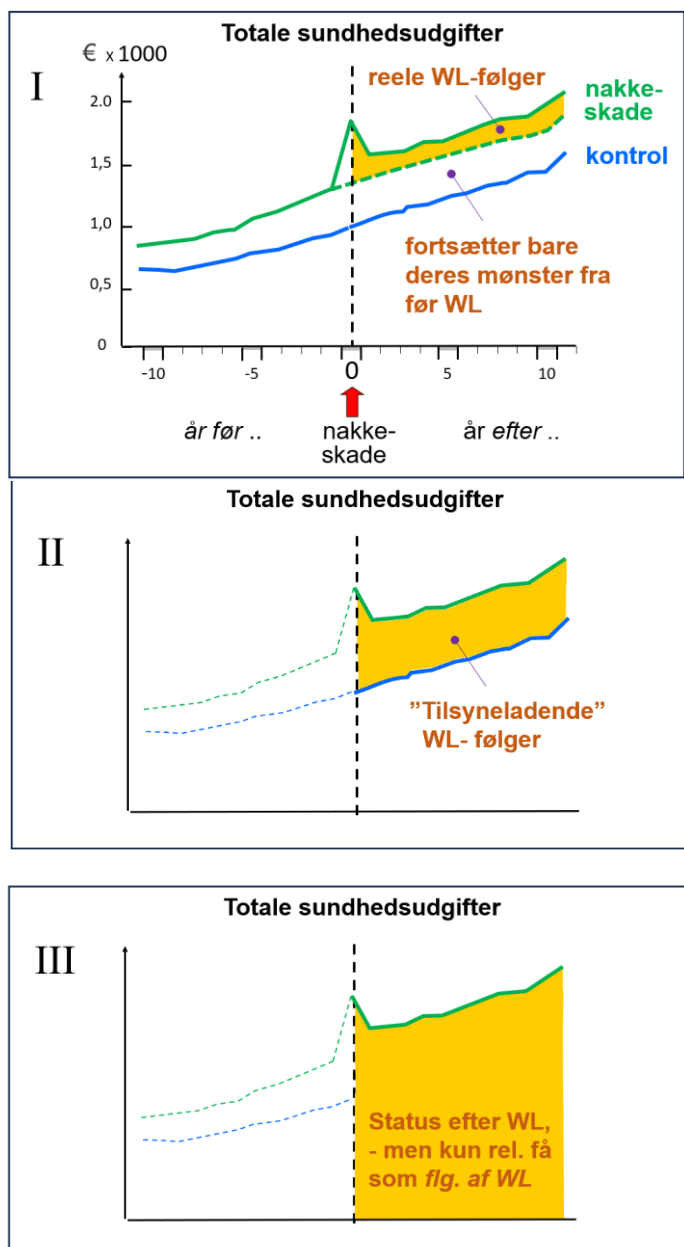 Totale sundhedsudgifter
€ x 1000
I
2.0
1,5
1,0
0,5
0
reele WL-følger
nakke-
skade
kontrol
fortsætter bare
deres mønster fra
før WL
-10
-5
0
5
10
år før ..
nakke-
skade
år efter ..
Totale sundhedsudgifter
II
”Tilsyneladende”
WL- følger
Totale sundhedsudgifter
III
Status efter WL,
- men kun rel. få
som flg. af WL